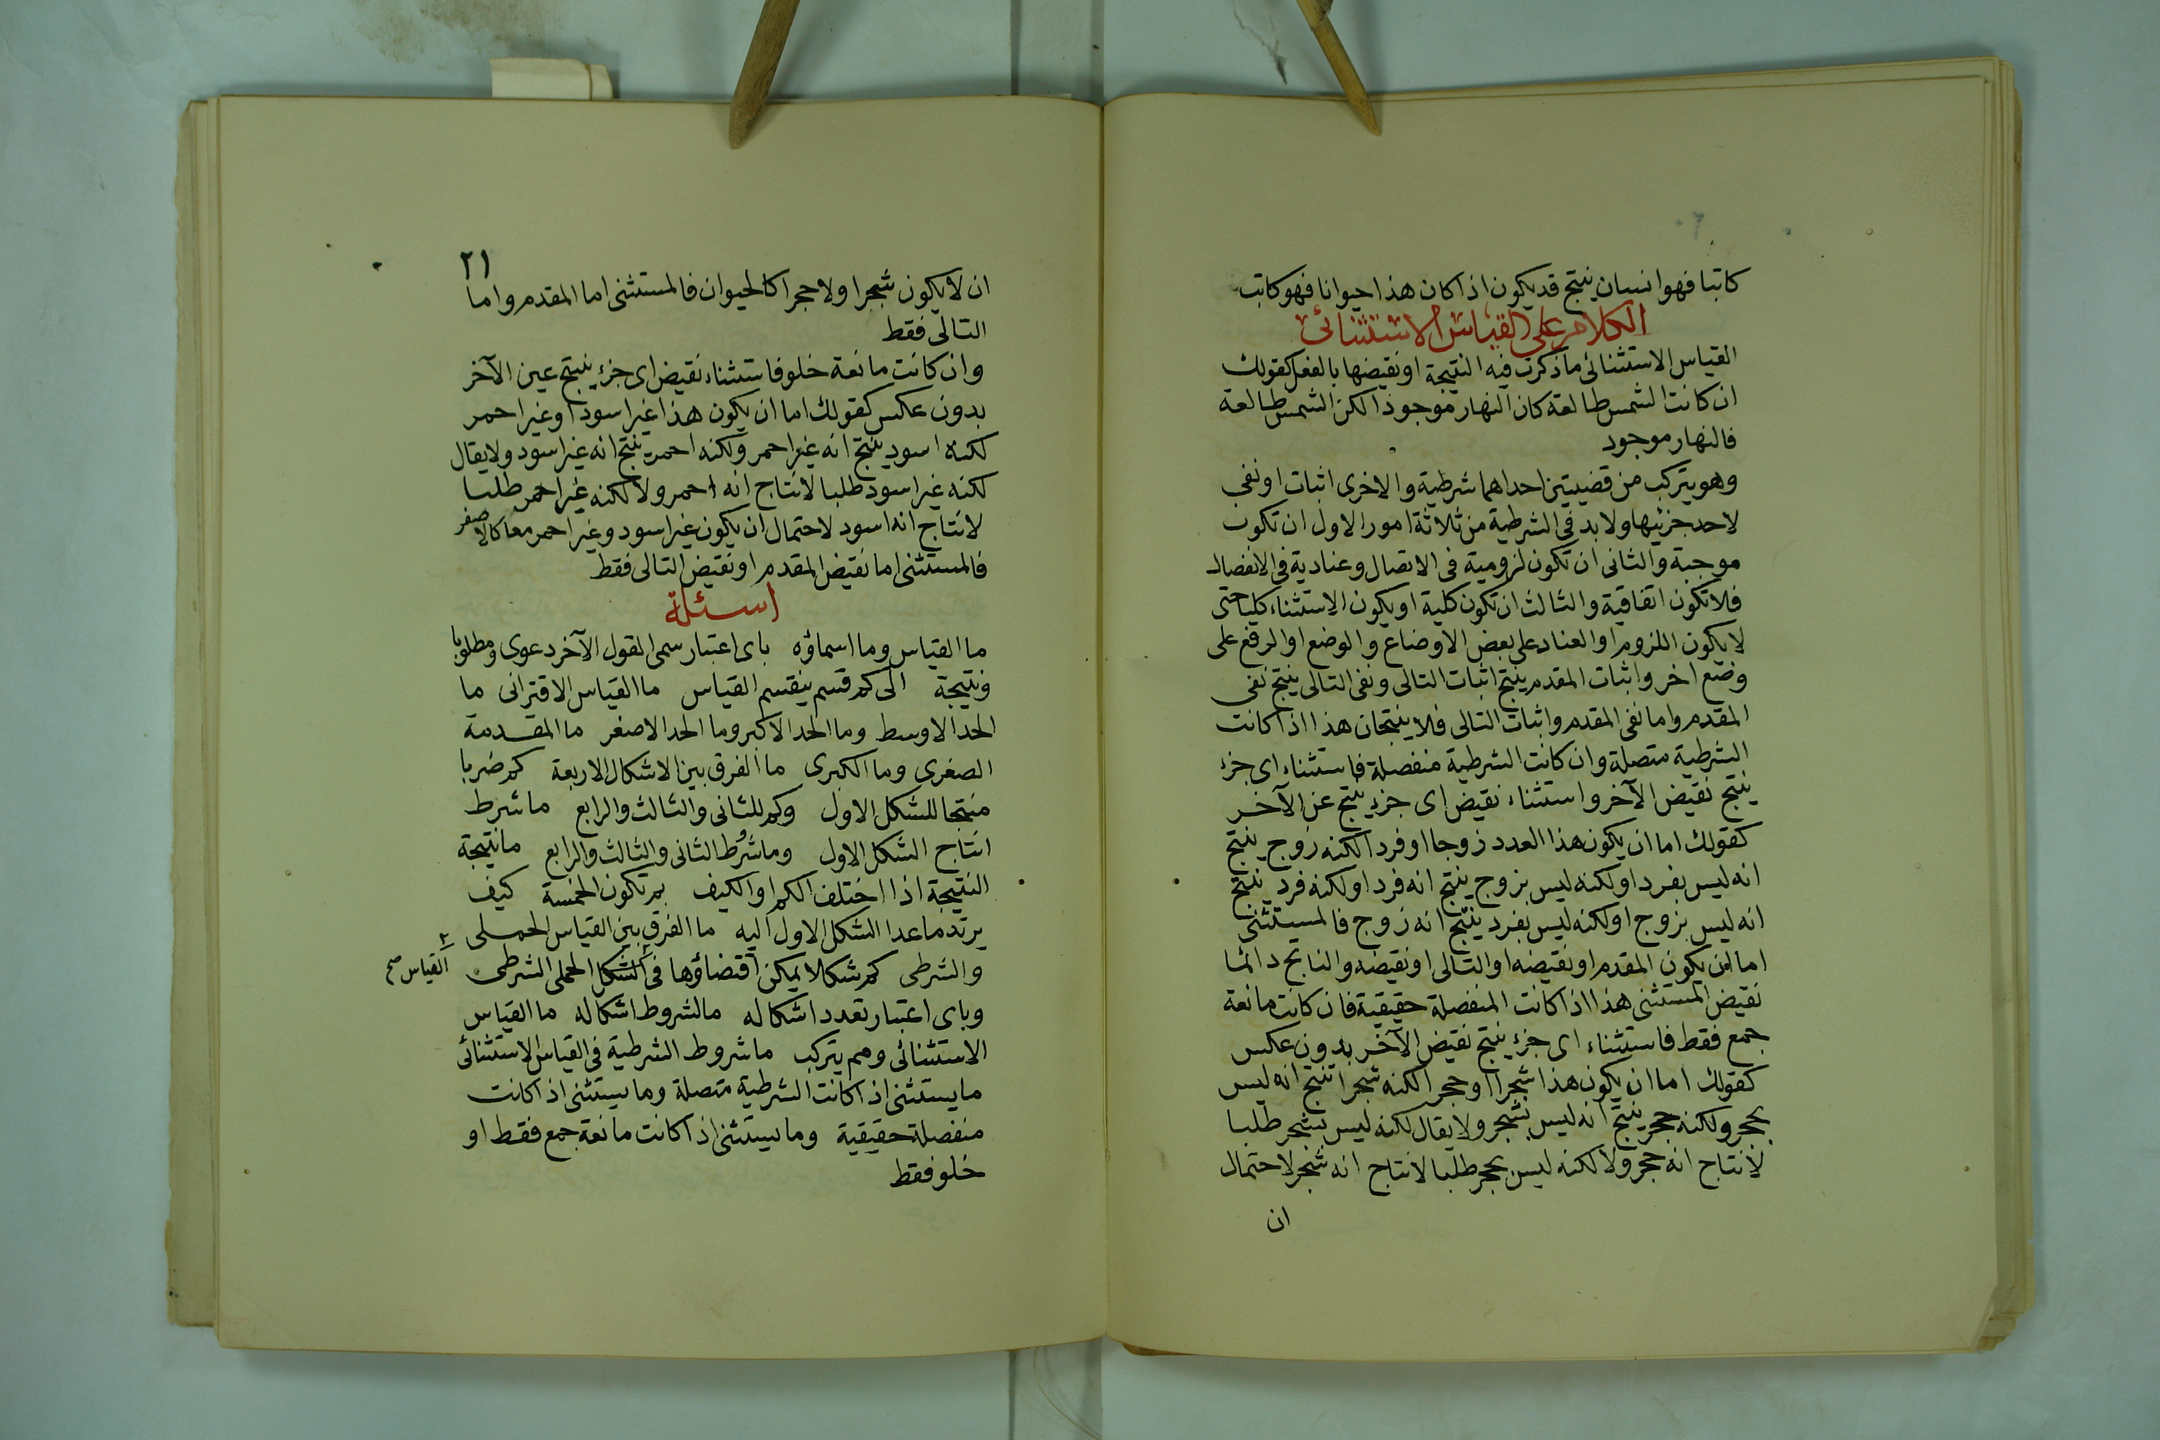 كاتبا فهو انسان ينتج قد يكون اذا كان هذا حيوانا فهو كاتب
الكلام على القياس الاستثنائى
القياس الاستثنائى ما ذكرت فيه النتيجة او نقيضها بالفعل كقولك
ان كانت الشمس طالعة كان النهار موجودا لكن الشمس طالعة
فالنهار موجود
وهو يتركب من قضيتين احداهما شرطية والاخرى اثبات او نفى
لاحد جزئيها ولا بد فى الشرطية من ثلاثة امور الاول ان تكون
موجبة والثانى ان تكون لزومية فى الاتصال وعنادية فى الانفصال
فلا تكون اتفاقية والثالث ان تكون كلية او يكون الاستثناء كليا حتى
لا يكون اللزوم او العناد على بعض الاوضاع والوضع او الرفع على
وضع اخر واثبات المقدم ينتج اثبات التالى ونفى التالى ينتج نفى
المقدم واما نفى المقدم واثبات التالى فلا ينتجان هذا اذا كانت
الشرطية متصلة وان كانت الشرطية منفصلة فاستثناء اى جزء
ينتج نقيض الآخر واستثناء نقيض اى جزء ينتج عين الآخر
كقولك اما ان يكون هذا العدد زوجا او فردا لكنه زوج ينتج
انه ليس بفرد او لكنه ليس بزوج ينتج انه فرد او لكنه فرد ينتج
انه ليس بزوج او لكنه ليس بفرد ينتج انه زوج فالمستثنى
اما ان يكون المقدم او نقيضه او التالى او نقيضه والناتج دائما
نقيض المستثنى هذا اذا كانت المنفصلة حقيقية فان كانت مانعة
جمع فقط فاستثناء اى جزء ينتج نقيض الآخر بدون عكس
كقولك اما ان يكون هذا شجرا او حجرا لكنه شجر انتج انه ليس
بحجر ولكنه حجر ينتج انه ليس بشجر ولا يقال لكنه ليس بشجر طلبا
لانتاج انه حجر ولا لكنه ليس بحجر طلبا لانتاج انه شجر لاحتمال
ان
٢١
ان لا يكون شجرا ولا حجرا كالحيوان فالمستثنى اما المقدم واما
التالى فقط
وان كانت مانعة خلو فاستثناء نقيض اى جزء ينتج عين الآخر
بدون عكس كقولك اما ان يكون هذا غير اسود او غير احمر
لكنه اسود ينتج انه غير احمر ولكنه احمر ينتج انه غير اسود ولا يقال
لكنه غير اسود طلبا لانتاج انه احمر ولا لكنه غير احمر طلبا
لانتاج انه اسود لاحتمال ان يكون غير اسود وغير احمر معا كالاصفر
فالمستثنى اما نقيض المقدم او نقيض التالى فقط
اسئلة
ما القياس وما اسماؤه باى اعتبار سمى القول الآخر دعوى ومطلوبا
ونتيجة الى كم قسم ينقسم القياس ما القياس الاقترانى ما
الحد الاوسط وما الحد الاكبر وما الحد الاصغر ما المقدمة
الصغرى وما الكبرى ما الفرق بين الاشكال الاربعة كم ضربا
منتجا للشكل الاول وكم للثانى والثالث والرابع ما شرط
انتاج الشكل الاول وما شرط الثانى والثالث والرابع ما نتيجة
النتيجة اذا اختلف الكم او الكيف بم تكون الخسة كيف
يرتد ما عدا الشكل الاول اليه ما الفرق بين القياس الحملى
والشرطى كم شكلا يمكن اقتضاؤها فى الشكل الحملى الشرطى
القياس صح
وباى اعتبار تعدد اشكاله ما لشروط اشكاله ما القياس
الاستثنائى ومم يتركب ما شروط الشرطية فى القياس الاستثنائى
ما يستثنى اذا كانت الشرطية متصلة وما يستثنى اذا كانت
منفصلة حقيقية وما يستثنى اذا كانت مانعة جمع فقط او
خلو فقط